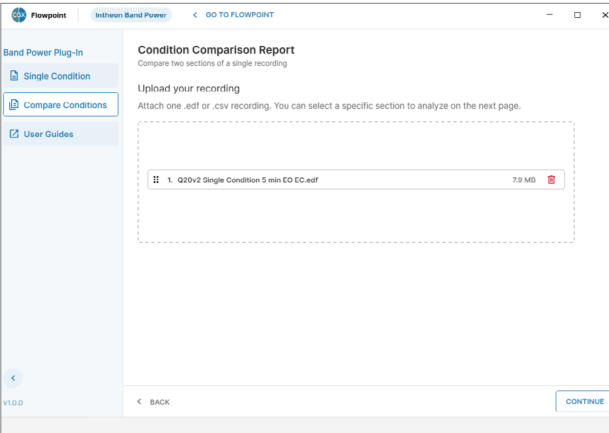 CGX Flowpoint Intheon Band Power < GO TO FLOWPOINT
Band Power Plug-In
Single Condition
Compare Conditions
User Guides
Condition Comparison Report
Compare two sections of a single recording
Upload your recording
Attach one .edf or .csv recording. You can select a specific section to analyze on the next page.
1. Q20v2 Single Condition 5 min EO EC.edf 7.9 MB
v1.0.0
< BACK
CONTINUE